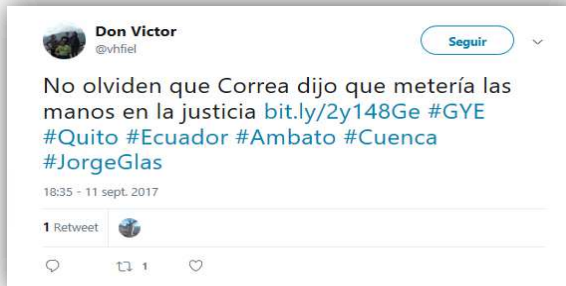 Don Victor
@vhfiel
Seguir
No olviden que Correa dijo que metería las
manos en la justicia bit.ly/2y148Ge #GYE
#Quito #Ecuador #Ambato #Cuenca
#JorgeGlas
18:35 - 11 sept. 2017
1 Retweet
1